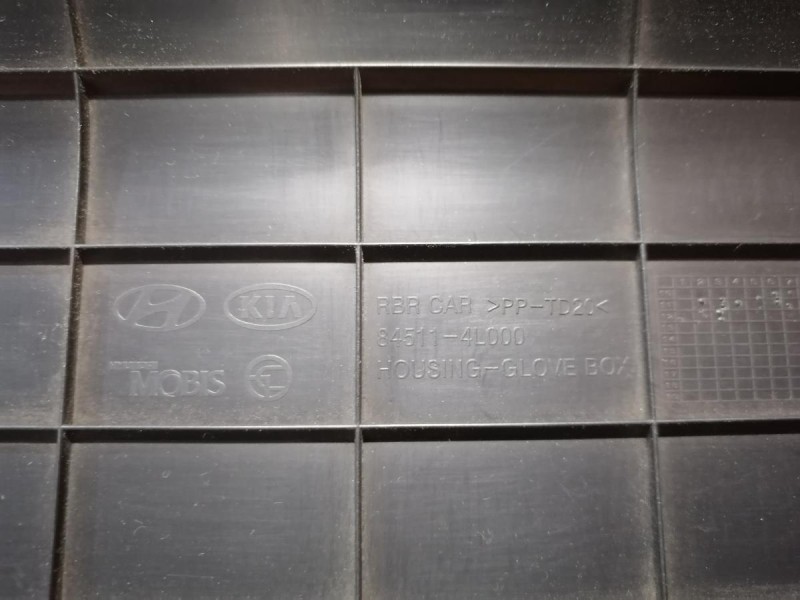 KIA
MOBIS
RBR CAR >PP-TD20<
84511-4L000
HOUSING-GLOVE BOX